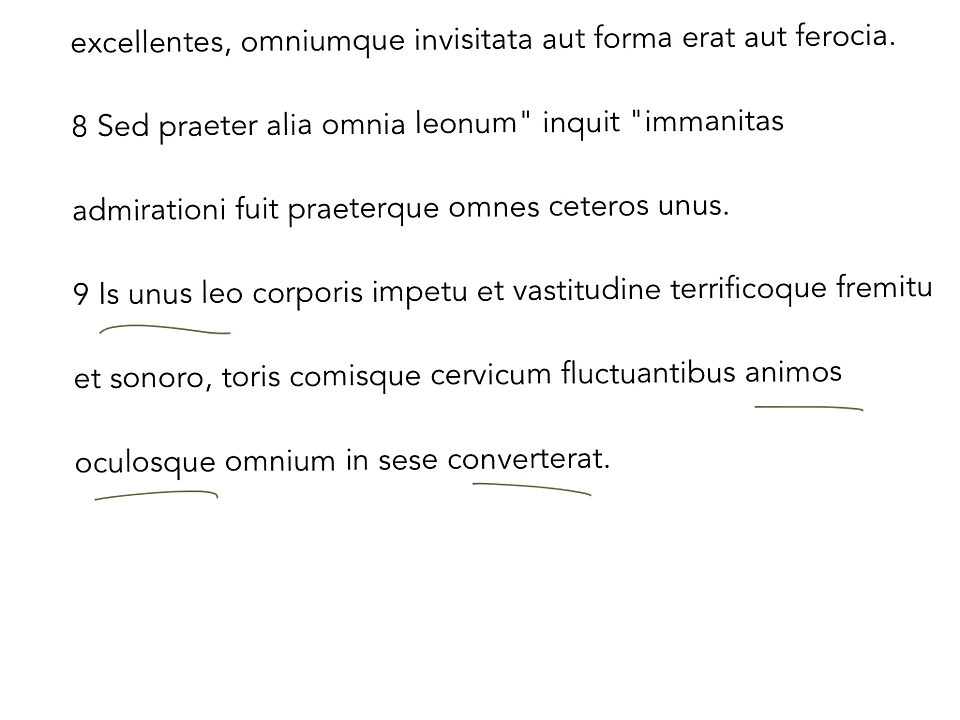 excellentes, omniumque invisitata aut forma erat aut ferocia.
8 Sed praeter alia omnia leonum" inquit "immanitas
admirationi fuit praeterque omnes ceteros unus.
9 Is unus leo corporis impetu et vastitudine terrificoque fremitu
et sonoro, toris comisque cervicum fluctuantibus animos
oculosque omnium in sese converterat.